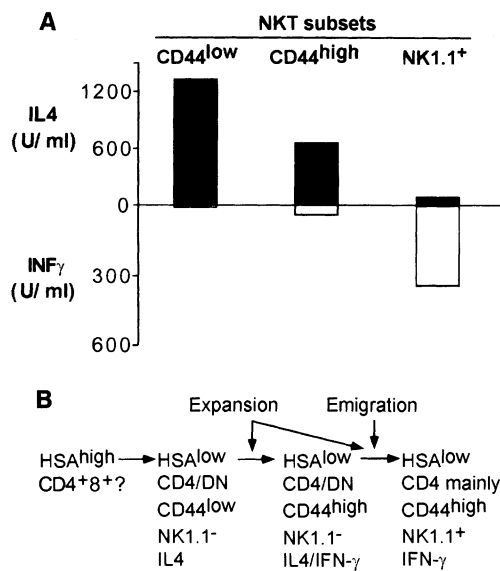 A
NKT subsets
CD44low CD44high NK1.1+
IL4
(U/ ml)
1200
600
0
INFγ
(U/ ml)
300
600
B
Expansion Emigration
HSAhigh HSAlow HSAlow HSAlow
CD4+8+? CD4/DN CD4/DN CD4 mainly
CD44low CD44high CD44high
NK1.1- NK1.1- NK1.1+
IL4 IL4/IFN-γ IFN-γ